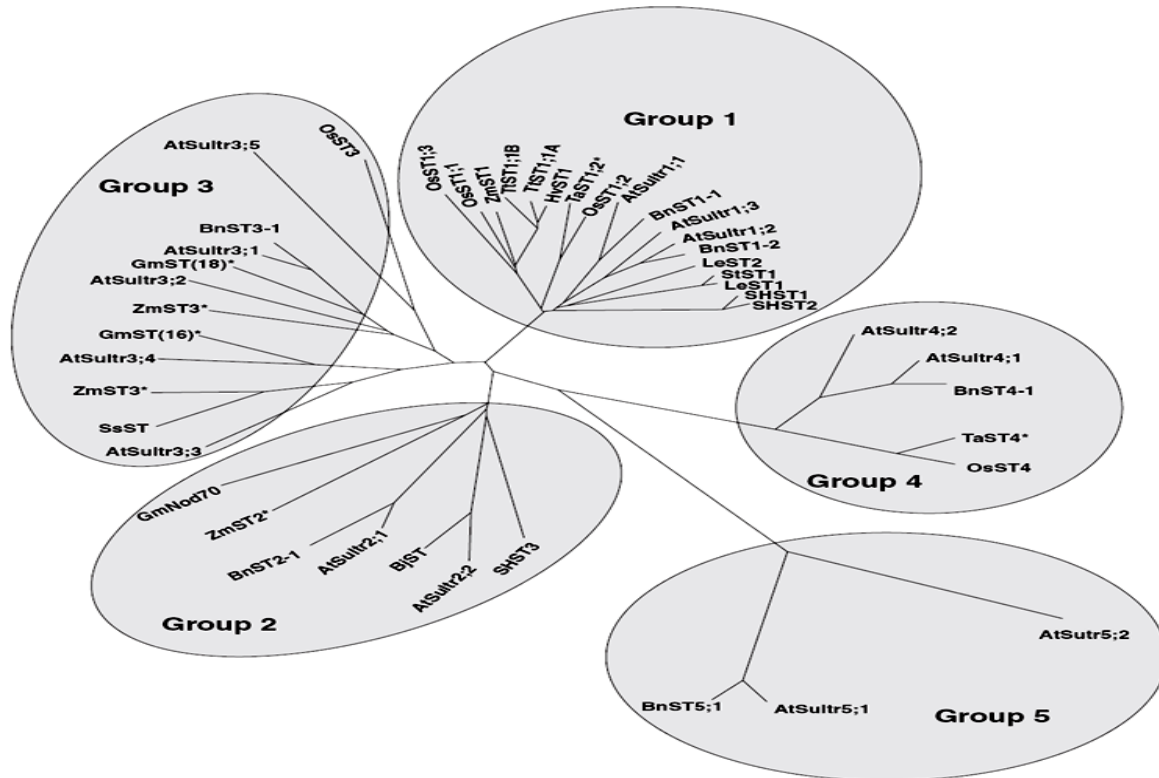 Group 1
OsST1;3
OsST1;1
ZmST1
TtST1;1B
TtST1;1A
HvST1
TaST1;2*
OsST1;2
AtSultr1;1
BnST1-1
AtSultr1;3
AtSultr1;2
BnST1-2
LeST2
StST1
LeST1
SHST1
SHST2
OsST3
AtSultr3;5
Group 3
BnST3-1
AtSultr3;1
GmST(18)*
AtSultr3;2
ZmST3*
GmST(16)*
AtSultr3;4
ZmST3*
SsST
AtSultr3;3
AtSultr4;2
AtSultr4;1
BnST4-1
TaST4*
OsST4
Group 4
GmNod70
ZmST2*
BnST2-1
AtSultr2;1
BjST
AtSultr2;2
SHST3
Group 2
AtSutr5;2
BnST5;1
AtSultr5;1
Group 5